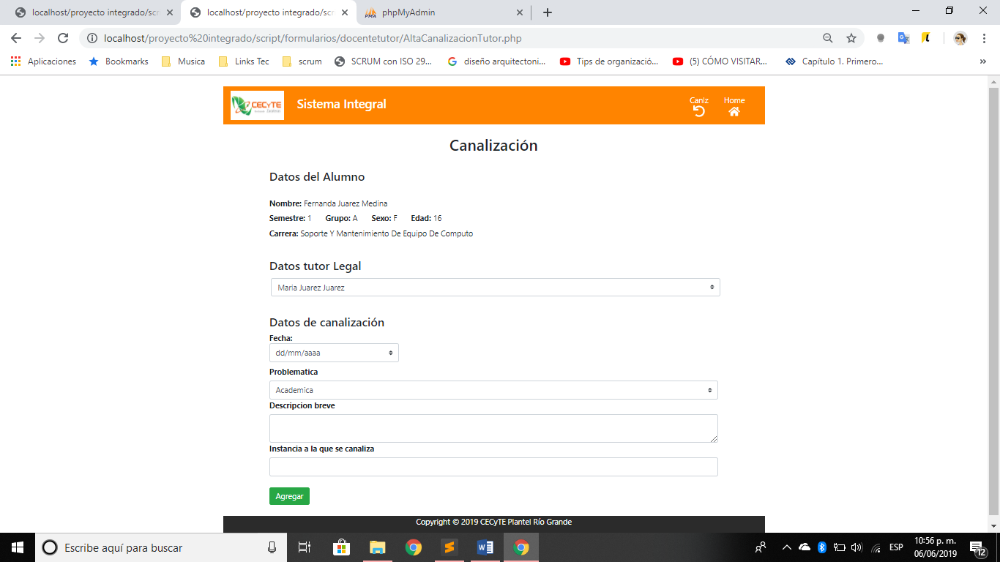 localhost/proyecto integrado/scr
localhost/proyecto integrado/scr
phpMyAdmin
localhost/proyecto%20integrado/script/formularios/docentetutor/AltaCanalizacionTutor.php
Aplicaciones
Bookmarks
Musica
Links Tec
scrum
SCRUM con ISO 29...
diseño arquitectoni...
Tips de organizació...
(5) CÓMO VISITAR...
Capítulo 1. Primero...
»
CECyTE
Sistema Integral
Canlz
Home
Canalización
Datos del Alumno
Nombre: Fernanda Juarez Medina
Semestre: 1 Grupo: A Sexo: F Edad: 16
Carrera: Soporte Y Mantenimiento De Equipo De Computo
Datos tutor Legal
Maria Juarez Juarez
Datos de canalización
Fecha:
dd/mm/aaaa
Problematica
Academica
Descripcion breve
Instancia a la que se canaliza
Agregar
Copyright © 2019 CECyTE Plantel Río Grande
Escribe aquí para buscar
ESP
10:56 p. m.
06/06/2019
12